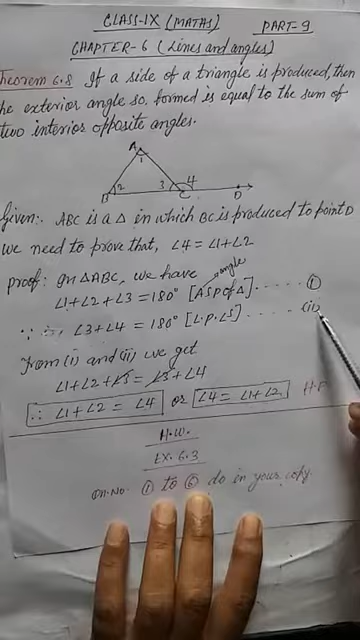 CLASS-IX (MATHS) PART-9
CHAPTER-6 (Lines and angles)
Theorem 6.8 If a side of a triangle is produced, then
the exterior angle so, formed is equal to the sum of
two interior opposite angles.
A
1
2 3 4
B C D
Given:- ABC is a Δ in which BC is produced to point D
we need to prove that, ∠4 = ∠1+∠2
Proof: In ΔABC, we have
angle
∠1+∠2+∠3 = 180° [ASP of Δ] ...... (i)
∠3+∠4 = 180° [L.P.∠S] ..... (ii)
From (i) and (ii) we get
∠1+∠2+∠3 = ∠3+∠4
∴ ∠1+∠2 = ∠4 or ∠4 = ∠1+∠2 H.P
H.W.
EX. 6.3
Qn. No. ① to ⑥ do in your copy.